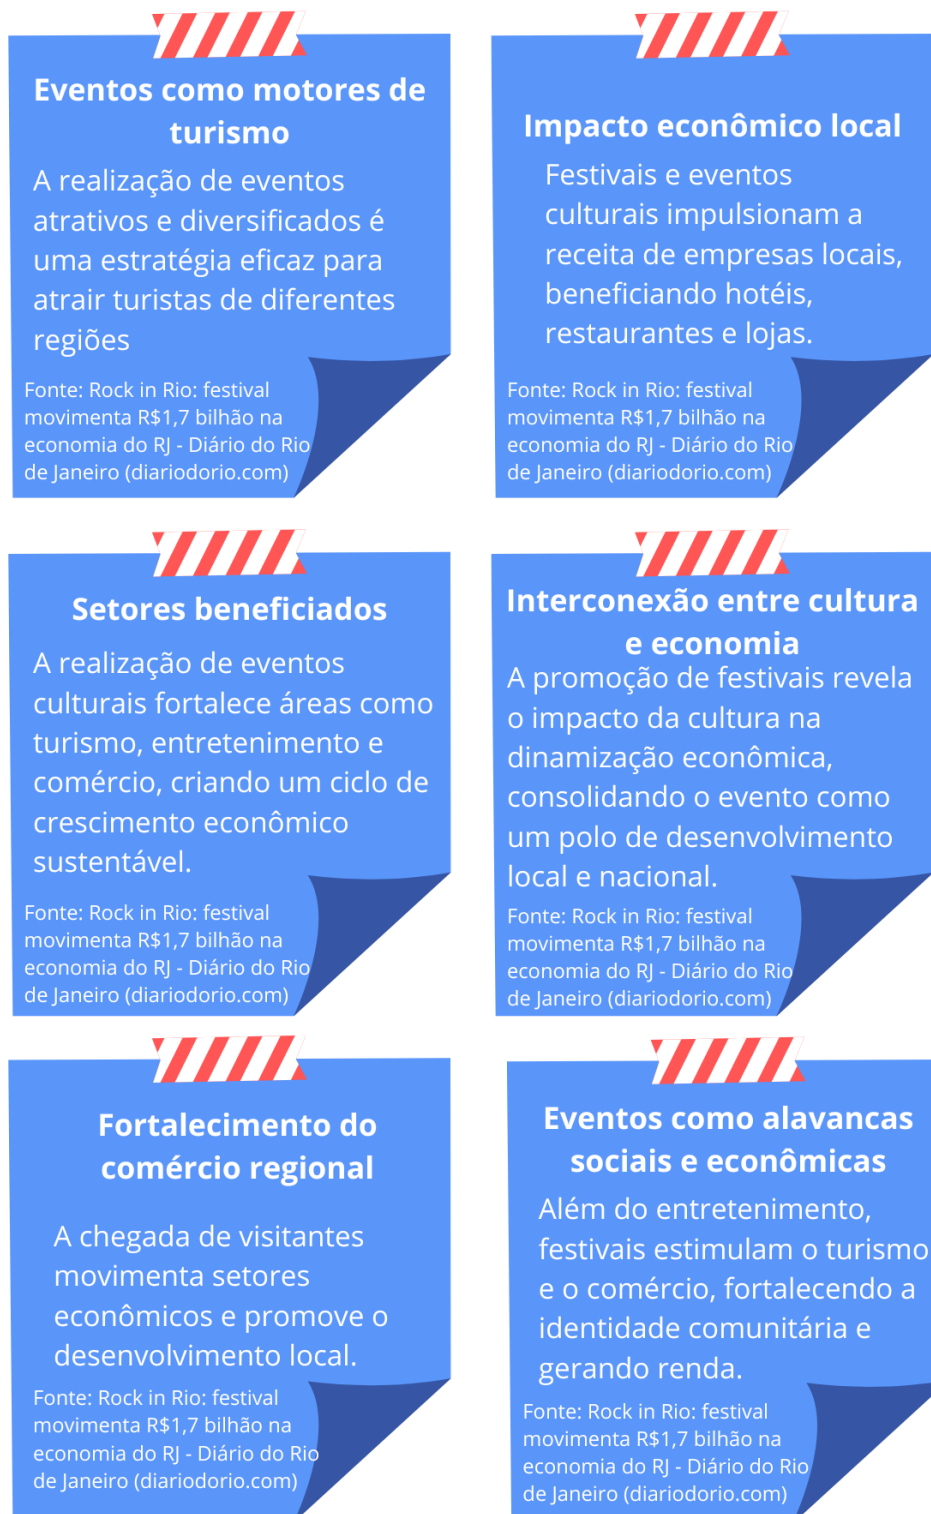 Eventos como motores de
turismo
A realização de eventos
atrativos e diversificados é
uma estratégia eficaz para
atrair turistas de diferentes
regiões
Fonte: Rock in Rio: festival
movimenta R$1,7 bilhão na
economia do RJ - Diário do Rio
de Janeiro (diariodorio.com)
Impacto econômico local
Festivais e eventos
culturais impulsionam a
receita de empresas locais,
beneficiando hotéis,
restaurantes e lojas.
Fonte: Rock in Rio: festival
movimenta R$1,7 bilhão na
economia do RJ - Diário do Rio
de Janeiro (diariodorio.com)
Setores beneficiados
A realização de eventos
culturais fortalece áreas como
turismo, entretenimento e
comércio, criando um ciclo de
crescimento econômico
sustentável.
Fonte: Rock in Rio: festival
movimenta R$1,7 bilhão na
economia do RJ - Diário do Rio
de Janeiro (diariodorio.com)
Interconexão entre cultura
e economia
A promoção de festivais revela
o impacto da cultura na
dinamização econômica,
consolidando o evento como
um polo de desenvolvimento
local e nacional.
Fonte: Rock in Rio: festival
movimenta R$1,7 bilhão na
economia do RJ - Diário do Rio
de Janeiro (diariodorio.com)
Fortalecimento do
comércio regional
A chegada de visitantes
movimenta setores
econômicos e promove o
desenvolvimento local.
Fonte: Rock in Rio: festival
movimenta R$1,7 bilhão na
economia do RJ - Diário do Rio
de Janeiro (diariodorio.com)
Eventos como alavancas
sociais e econômicas
Além do entretenimento,
festivais estimulam o turismo
e o comércio, fortalecendo a
identidade comunitária e
gerando renda.
Fonte: Rock in Rio: festival
movimenta R$1,7 bilhão na
economia do RJ - Diário do Rio
de Janeiro (diariodorio.com)